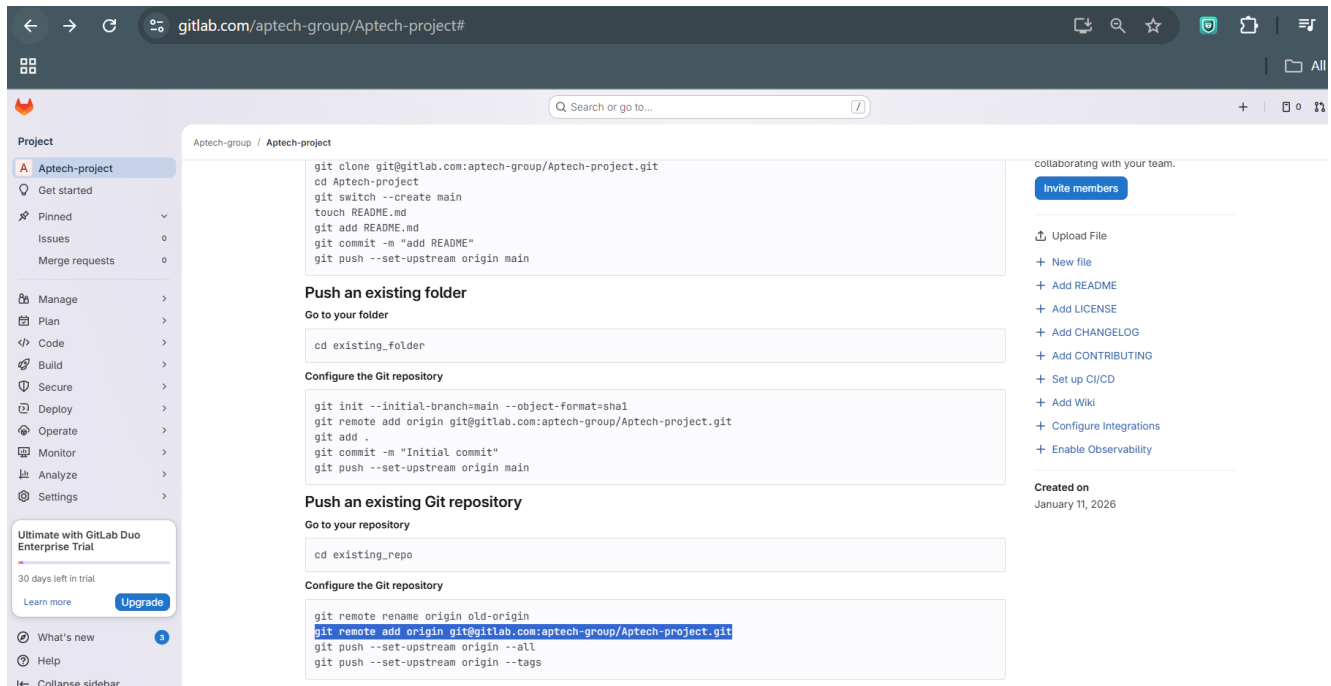 gitlab.com/aptech-group/Aptech-project#
All
Search or go to...
/
0
Project
A Aptech-project
Get started
Pinned
Issues 0
Merge requests 0
Manage
Plan
Code
Build
Secure
Deploy
Operate
Monitor
Analyze
Settings
Ultimate with GitLab Duo
Enterprise Trial
30 days left in trial
Learn more Upgrade
What's new 3
Help
Collapse sidebar
Aptech-group / Aptech-project
git clone git@gitlab.com:aptech-group/Aptech-project.git
cd Aptech-project
git switch --create main
touch README.md
git add README.md
git commit -m "add README"
git push --set-upstream origin main
Push an existing folder
Go to your folder
cd existing_folder
Configure the Git repository
git init --initial-branch=main --object-format=sha1
git remote add origin git@gitlab.com:aptech-group/Aptech-project.git
git add .
git commit -m "Initial commit"
git push --set-upstream origin main
Push an existing Git repository
Go to your repository
cd existing_repo
Configure the Git repository
git remote rename origin old-origin
git remote add origin git@gitlab.com:aptech-group/Aptech-project.git
git push --set-upstream origin --all
git push --set-upstream origin --tags
collaborating with your team.
Invite members
Upload File
+ New file
+ Add README
+ Add LICENSE
+ Add CHANGELOG
+ Add CONTRIBUTING
+ Set up CI/CD
+ Add Wiki
+ Configure Integrations
+ Enable Observability
Created on
January 11, 2026